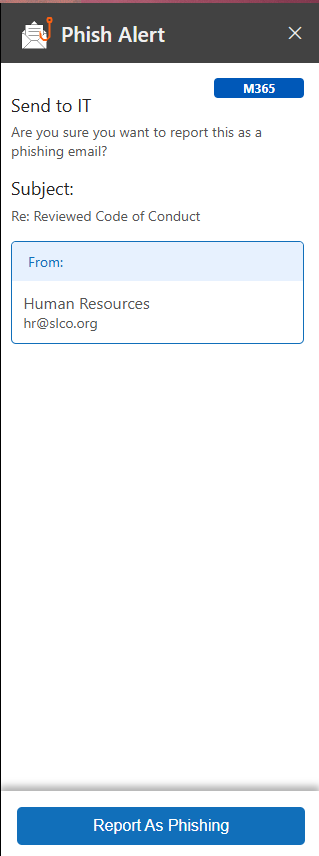 Phish Alert
M365
Send to IT
Are you sure you want to report this as a
phishing email?
Subject:
Re: Reviewed Code of Conduct
From:
Human Resources
hr@slco.org
Report As Phishing